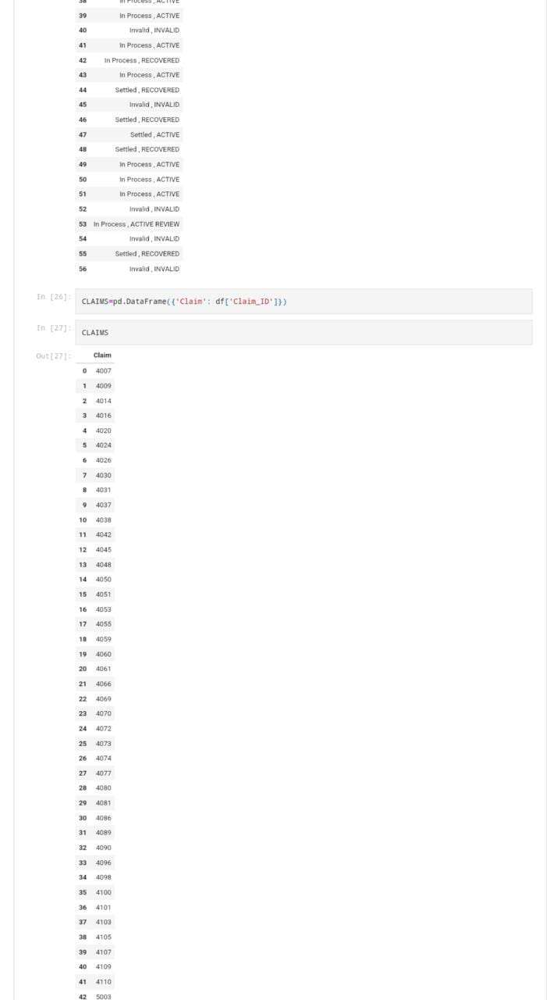 38 In Process , ACTIVE
39 In Process , ACTIVE
40 Invalid , INVALID
41 In Process , ACTIVE
42 In Process , RECOVERED
43 In Process , ACTIVE
44 Settled , RECOVERED
45 Invalid , INVALID
46 Settled , RECOVERED
47 Settled , ACTIVE
48 Settled , RECOVERED
49 In Process , ACTIVE
50 In Process , ACTIVE
51 In Process , ACTIVE
52 Invalid , INVALID
53 In Process , ACTIVE REVIEW
54 Invalid , INVALID
55 Settled , RECOVERED
56 Invalid , INVALID
In [26]: CLAIMS=pd.DataFrame({'Claim': df['Claim_ID']})
In [27]: CLAIMS
Out[27]: Claim
0 4007
1 4009
2 4014
3 4016
4 4020
5 4024
6 4026
7 4030
8 4031
9 4037
10 4038
11 4042
12 4045
13 4048
14 4050
15 4051
16 4053
17 4055
18 4059
19 4060
20 4061
21 4066
22 4069
23 4070
24 4072
25 4073
26 4074
27 4077
28 4080
29 4081
30 4086
31 4089
32 4090
33 4096
34 4098
35 4100
36 4101
37 4103
38 4105
39 4107
40 4109
41 4110
42 5003